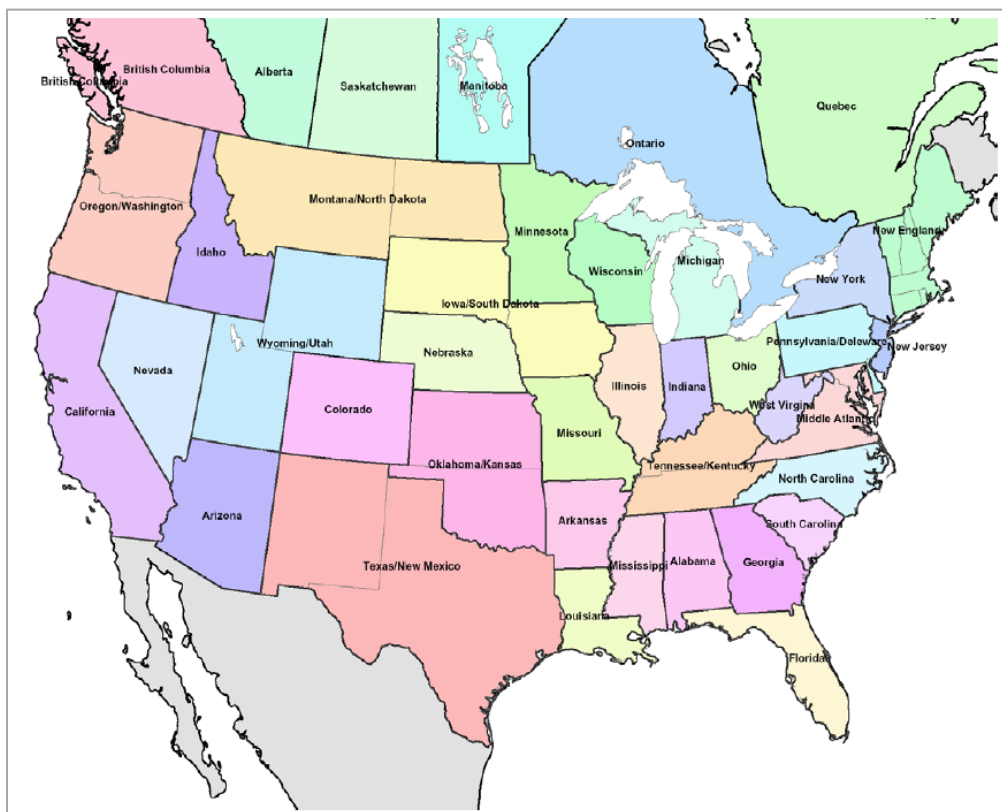 British Columbia
British Columbia
Alberta
Saskatchewan
Manitoba
Ontario
Quebec
Oregon/Washington
Idaho
Montana/North Dakota
Minnesota
Wisconsin
Michigan
New York
New England
Iowa/South Dakota
Wyoming/Utah
Nebraska
Nevada
California
Colorado
Illinois
Indiana
Ohio
Pennsylvania/Deleware
New Jersey
West Virgina
Middle Atlantic
Missouri
Oklahoma/Kansas
Tennessee/Kentucky
North Carolina
South Carolina
Arizona
Texas/New Mexico
Arkansas
Mississippi
Alabama
Georgia
Louisiana
Florida